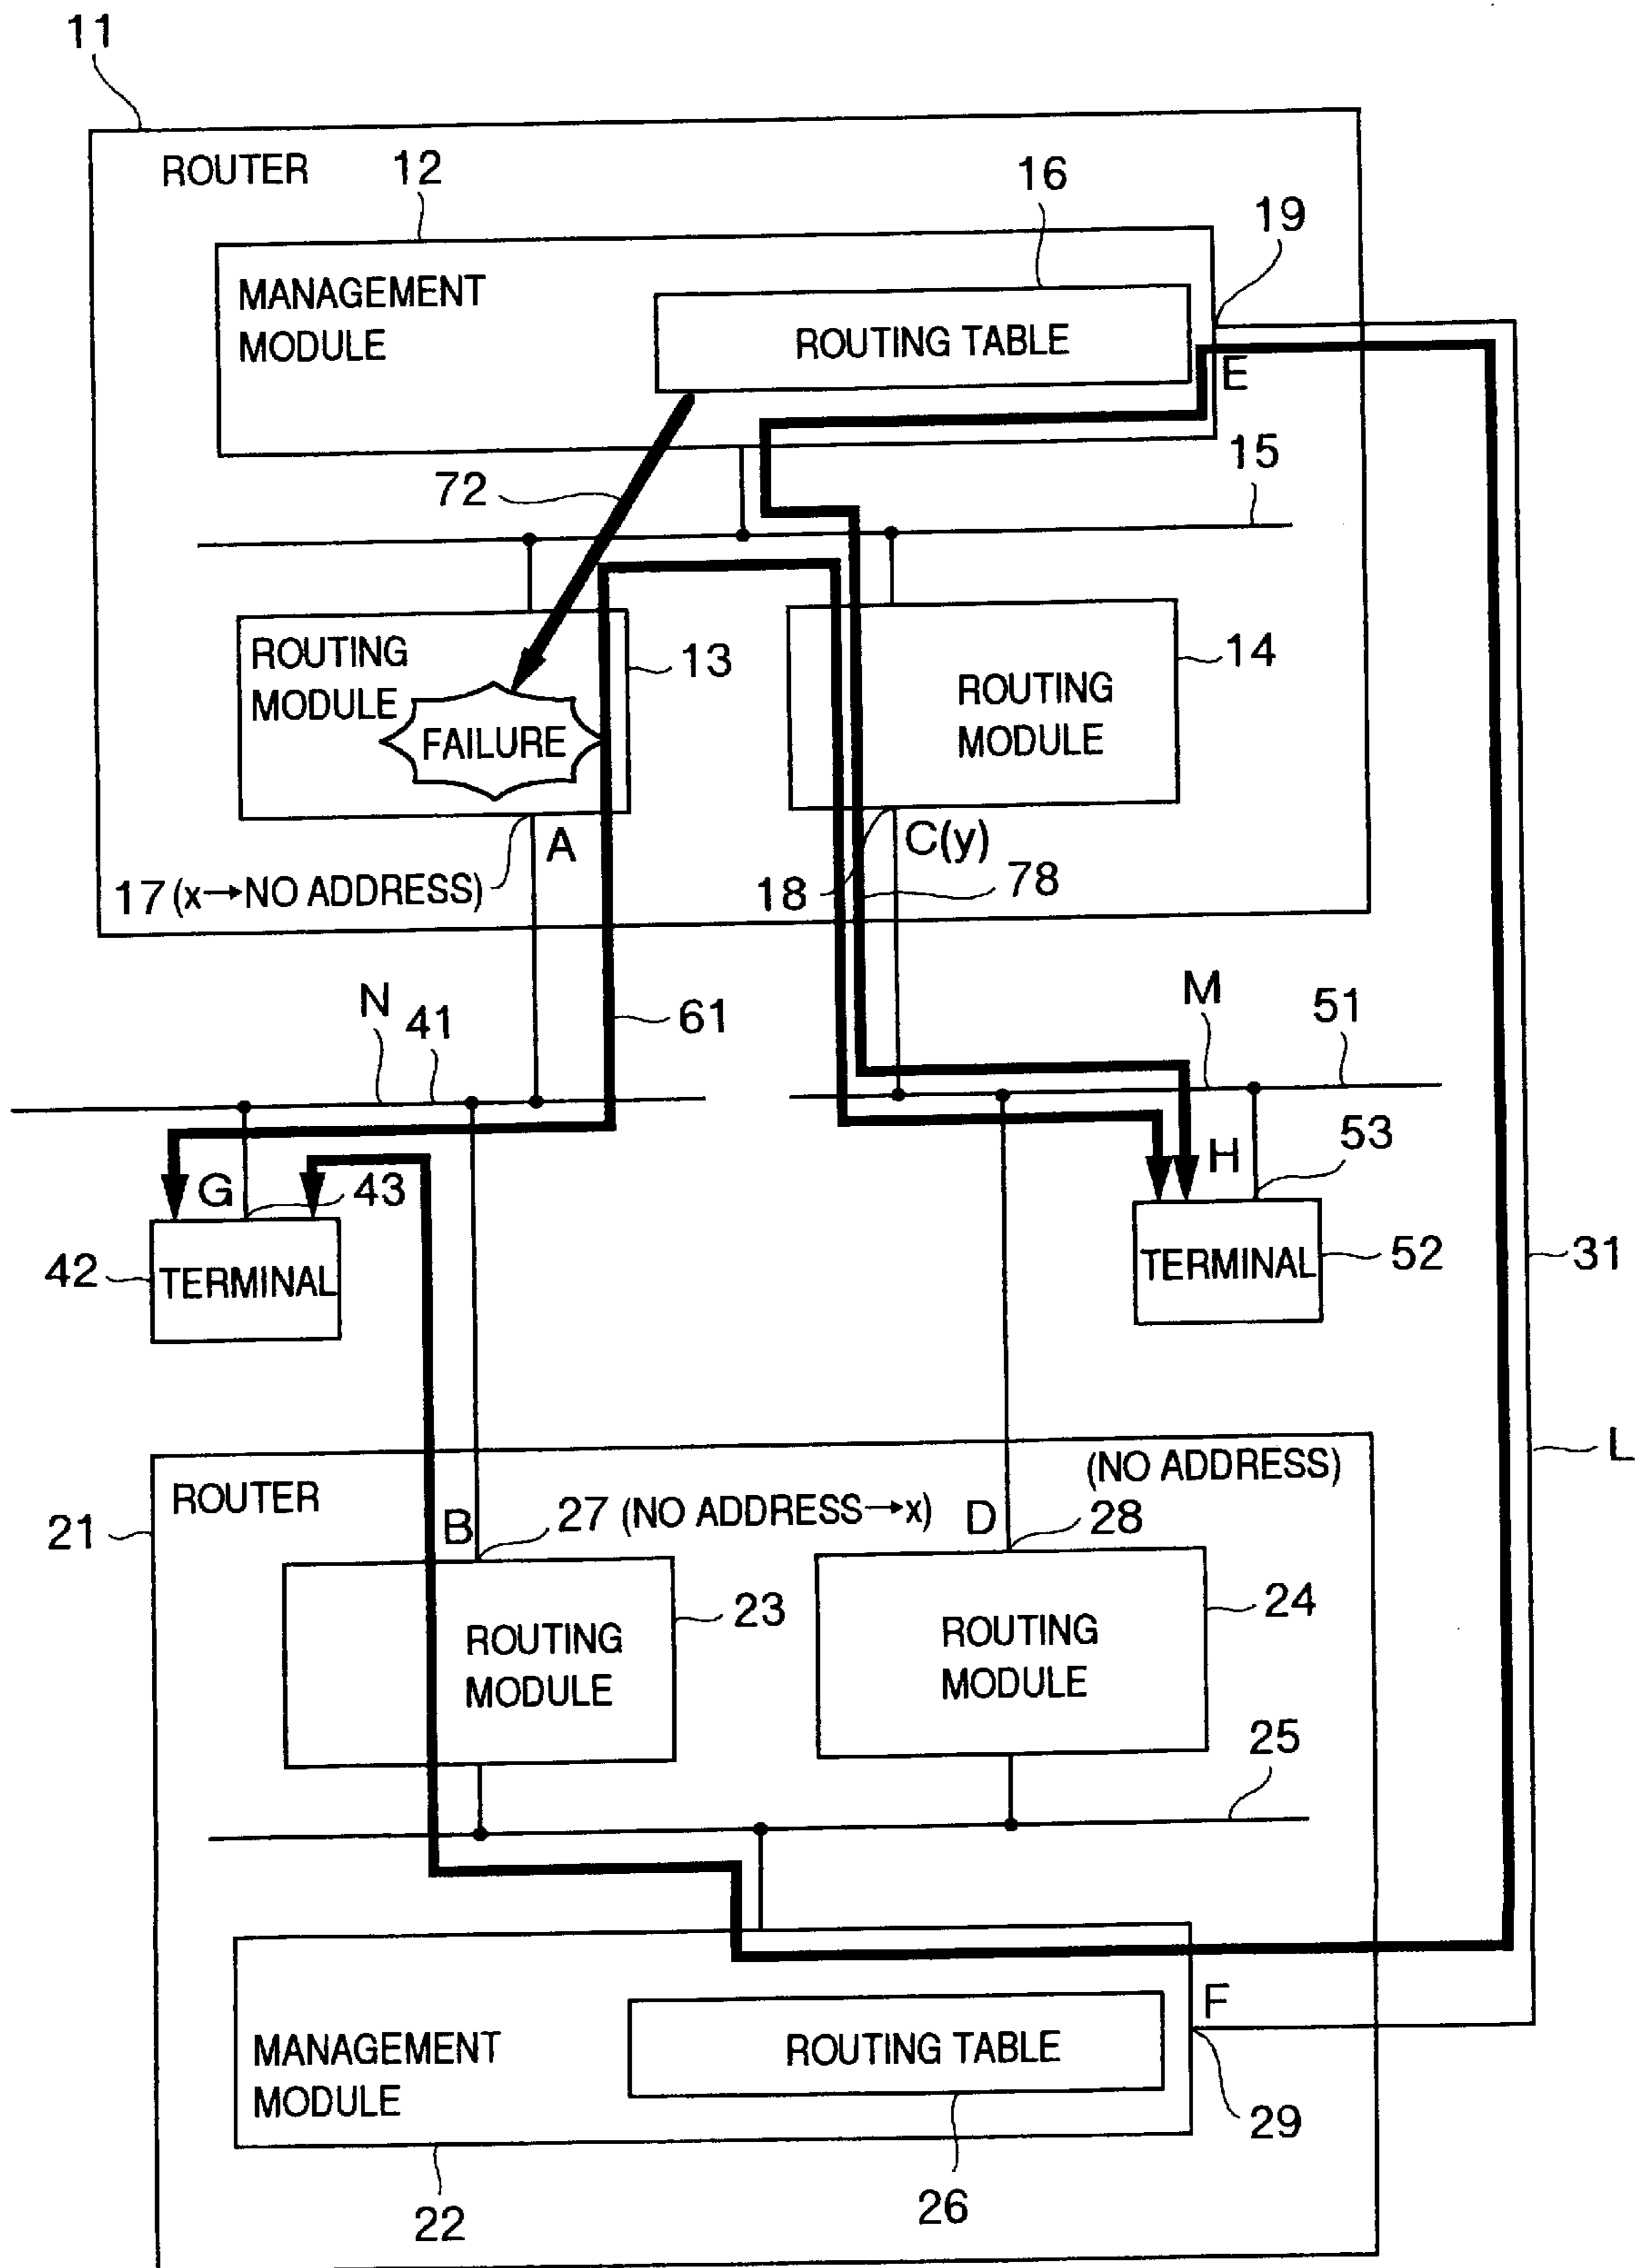 11
ROUTER
12
16
19
MANAGEMENT
MODULE
ROUTING TABLE
E
15
72
ROUTING
MODULE
13
FAILURE
14
ROUTING
MODULE
A
C(y)
17 (x→NO ADDRESS)
18
78
N
41
61
M
51
G
43
H
53
42
TERMINAL
TERMINAL
52
31
L
(NO ADDRESS)
ROUTER
21
B
27 (NO ADDRESS→x)
D
28
23
24
ROUTING
MODULE
ROUTING
MODULE
25
F
MANAGEMENT
MODULE
ROUTING TABLE
29
22
26